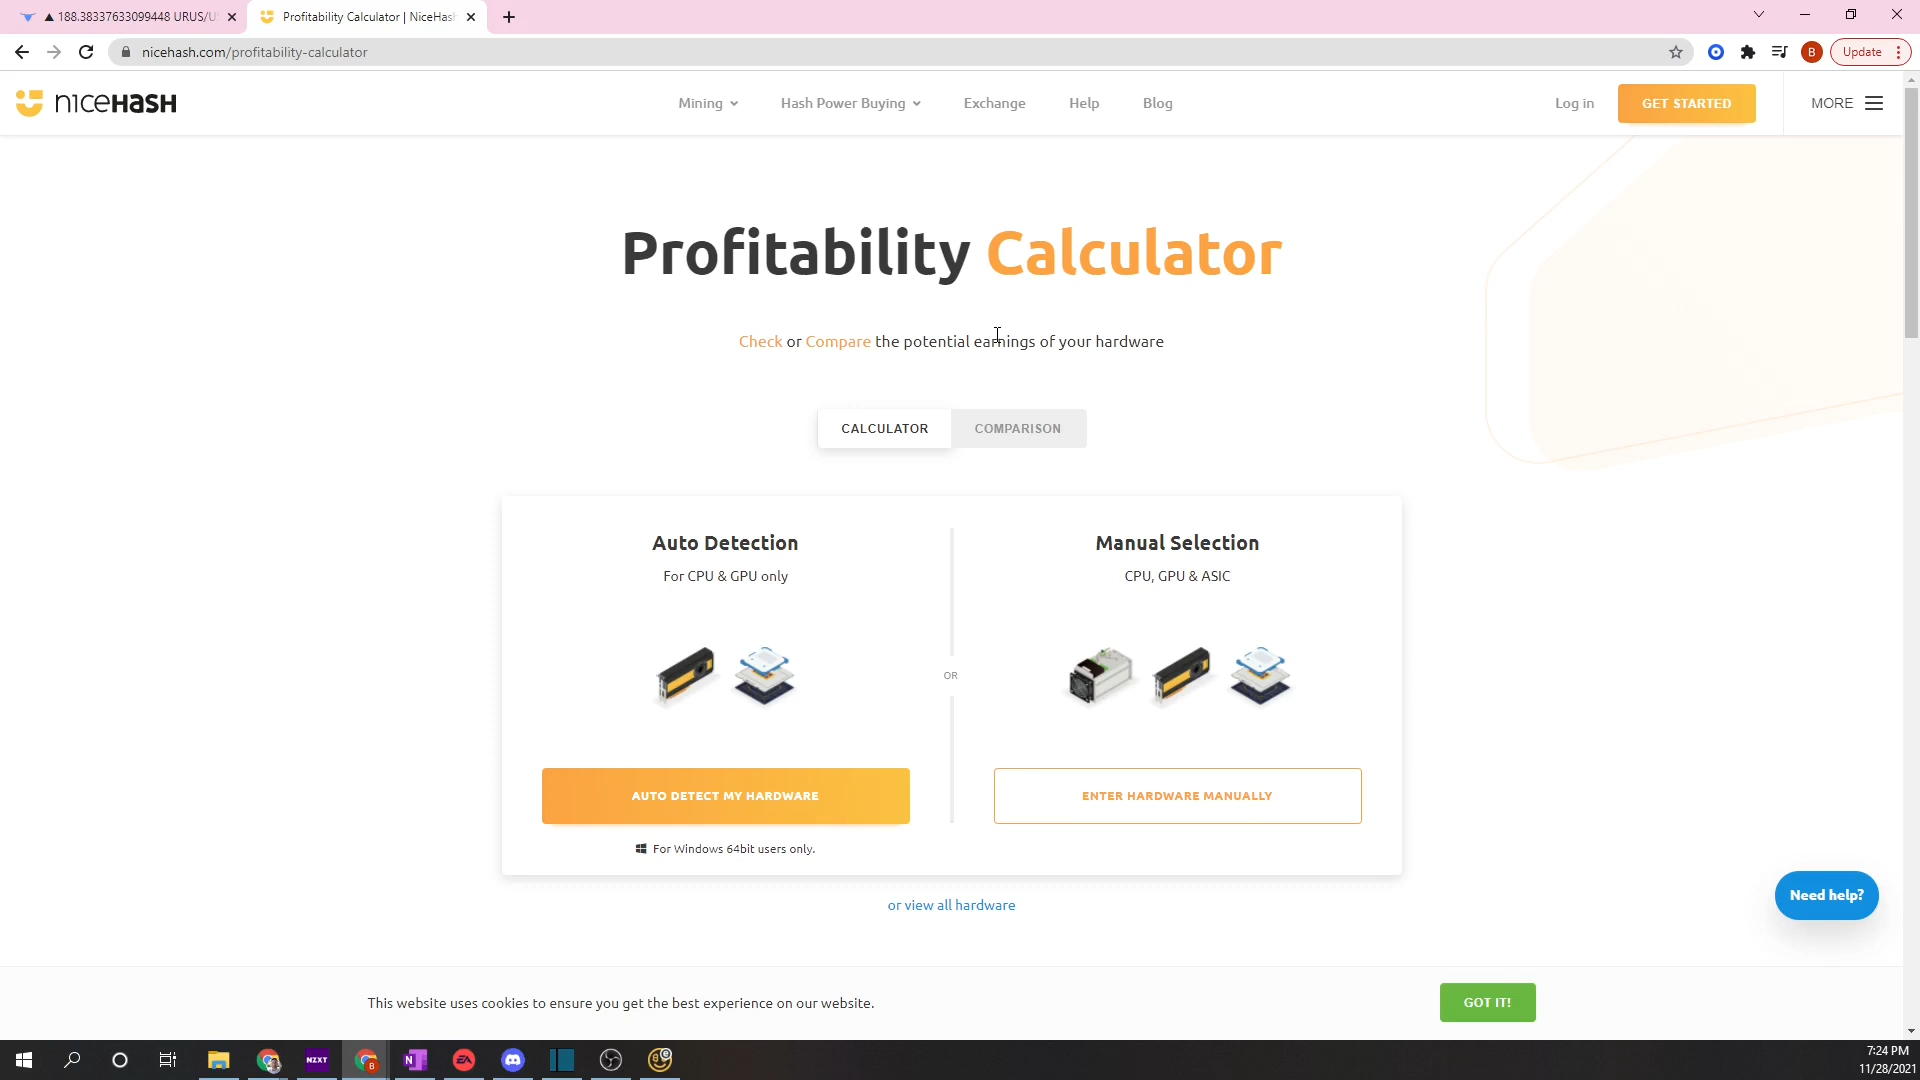 ▲ 188.38337633099448 URUS/U
Profitability Calculator | NiceHas
nicehash.com/profitability-calculator
B
Update
niceHASH
Mining
Hash Power Buying
Exchange
Help
Blog
Log in
GET STARTED
MORE
Profitability Calculator
Check or Compare the potential earnings of your hardware
CALCULATOR
COMPARISON
Auto Detection
For CPU & GPU only
AUTO DETECT MY HARDWARE
For Windows 64bit users only.
OR
Manual Selection
CPU, GPU & ASIC
ENTER HARDWARE MANUALLY
or view all hardware
Need help?
This website uses cookies to ensure you get the best experience on our website.
GOT IT!
NZXT
B
N
EA
e
7:24 PM
11/28/2021